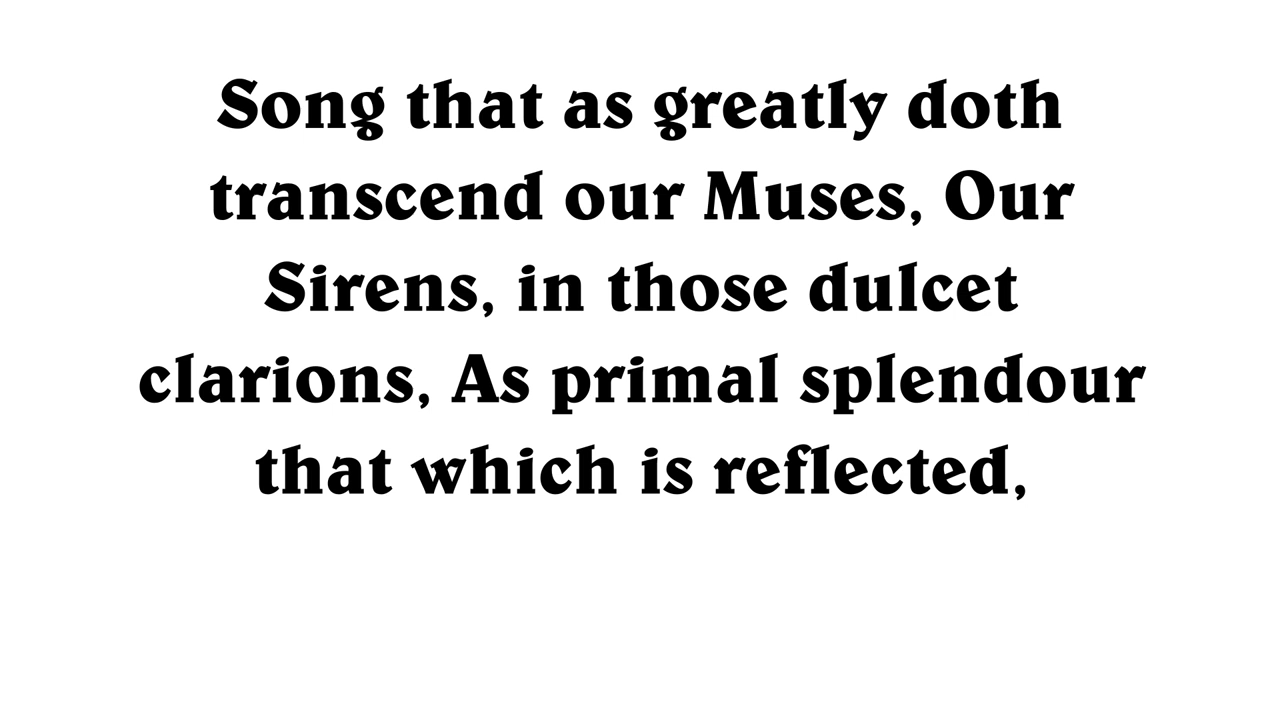 Song that as greatly doth
transcend our Muses, Our
Sirens, in those dulcet
clarions, As primal splendour
that which is reflected,